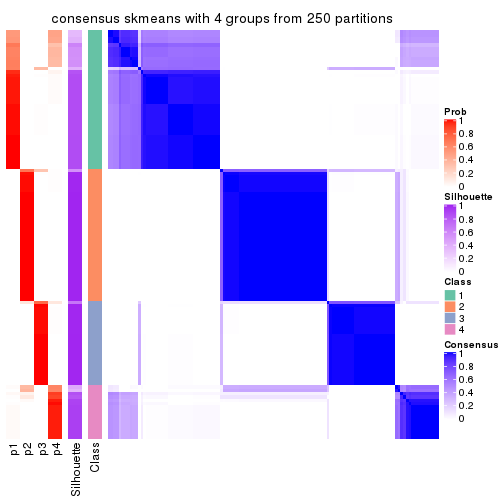 consensus skmeans with 4 groups from 250 partitions
Prob
1
0.8
0.6
0.4
0.2
0
Silhouette
1
0.8
0.6
0.4
0.2
0
Class
1
2
3
4
Consensus
1
0.8
0.6
0.4
0.2
0
p1
p2
p3
p4
Silhouette
Class